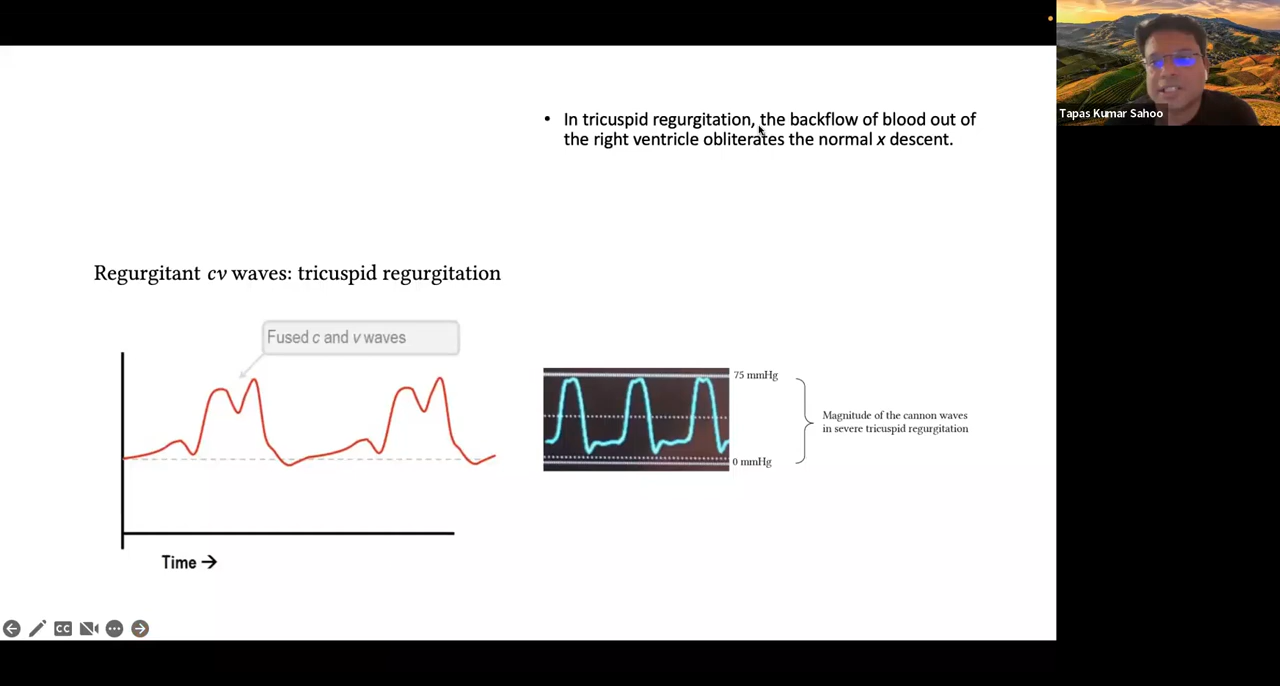 Tapas Kumar Sahoo
• In tricuspid regurgitation, the backflow of blood out of
the right ventricle obliterates the normal x descent.
Regurgitant cv waves: tricuspid regurgitation
Fused c and v waves
Time →
75 mmHg
Magnitude of the cannon waves
in severe tricuspid regurgitation
0 mmHg
CC